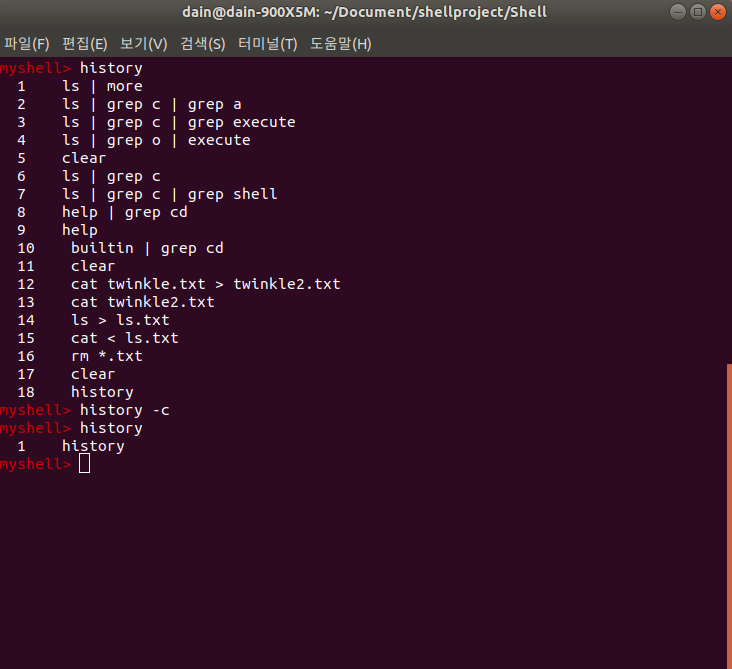 dain@dain-900X5M: ~/Document/shellproject/Shell
파일(F) 편집(E) 보기(V) 검색(S) 터미널(T) 도움말(H)
myshell> history
1 ls | more
2 ls | grep c | grep a
3 ls | grep c | grep execute
4 ls | grep o | execute
5 clear
6 ls | grep c
7 ls | grep c | grep shell
8 help | grep cd
9 help
10 builtin | grep cd
11 clear
12 cat twinkle.txt > twinkle2.txt
13 cat twinkle2.txt
14 ls > ls.txt
15 cat < ls.txt
16 rm *.txt
17 clear
18 history
myshell> history -c
myshell> history
1 history
myshell>